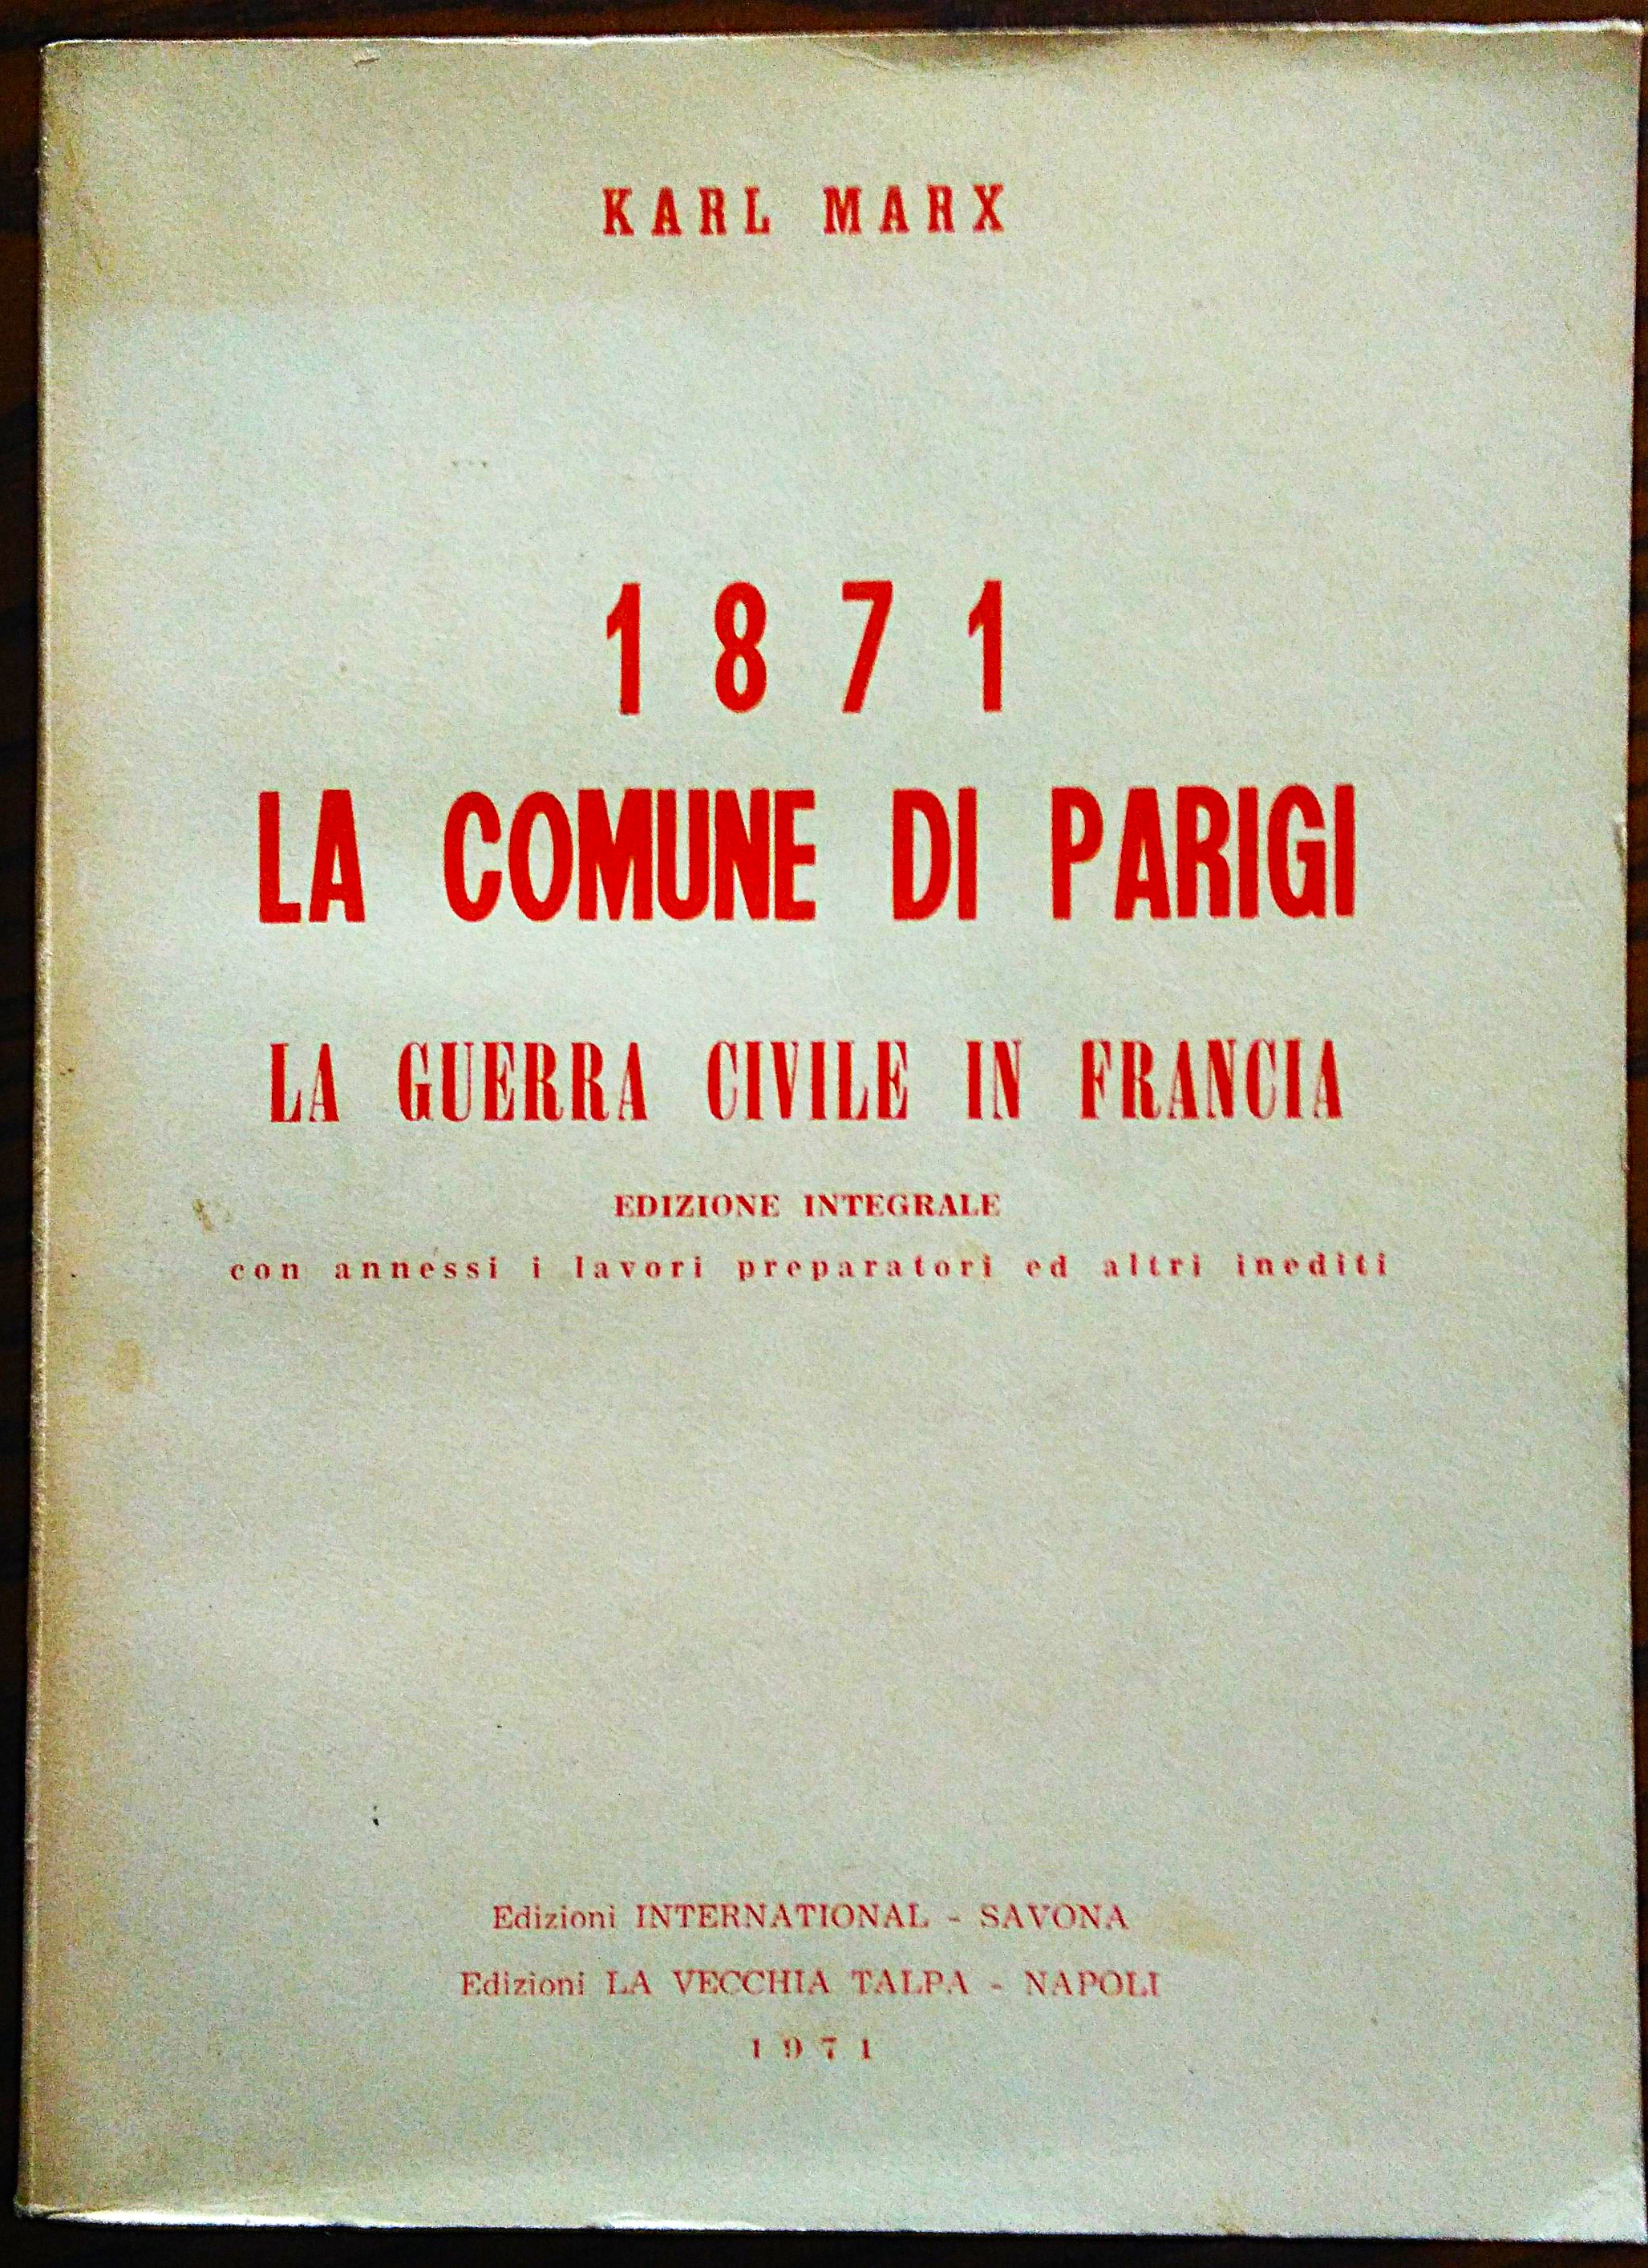 KARL MARX
1871
LA COMUNE DI PARIGI
LA GUERRA CIVILE IN FRANCIA
EDIZIONE INTEGRALE
con annessi i lavori preparatori ed altri inediti
Edizioni INTERNATIONAL - SAVONA
Edizioni LA VECCHIA TALPA - NAPOLI
1971